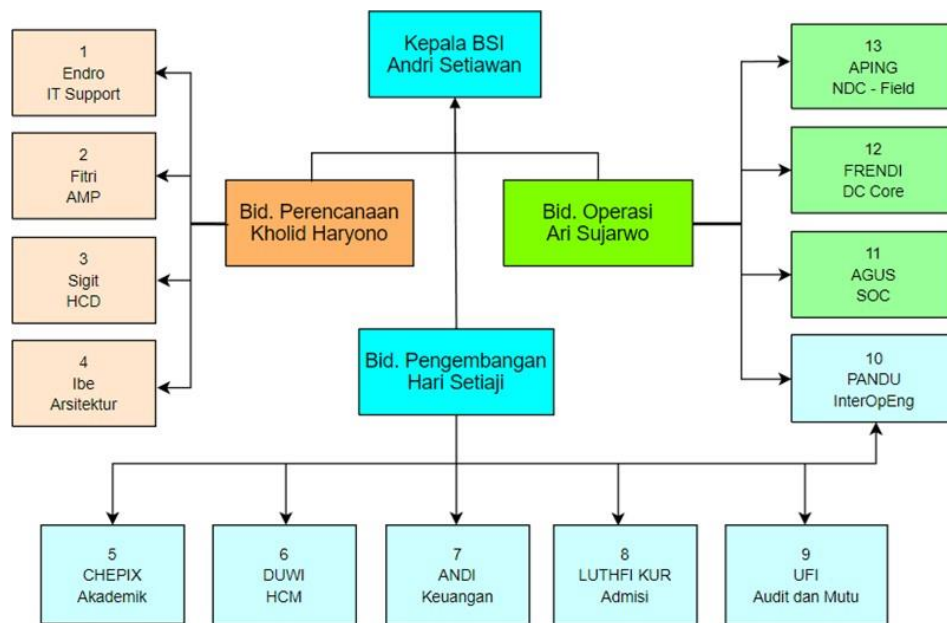 Kepala BSI
Andri Setiawan
Bid. Perencanaan
Kholid Haryono
Bid. Operasi
Ari Sujarwo
Bid. Pengembangan
Hari Setiaji
1
Endro
IT Support
2
Fitri
AMP
3
Sigit
HCD
4
Ibe
Arsitektur
5
CHEPIX
Akademik
6
DUWI
HCM
7
ANDI
Keuangan
8
LUTHFI KUR
Admisi
9
UFI
Audit dan Mutu
10
PANDU
InterOpEng
11
AGUS
SOC
12
FRENDI
DC Core
13
APING
NDC - Field